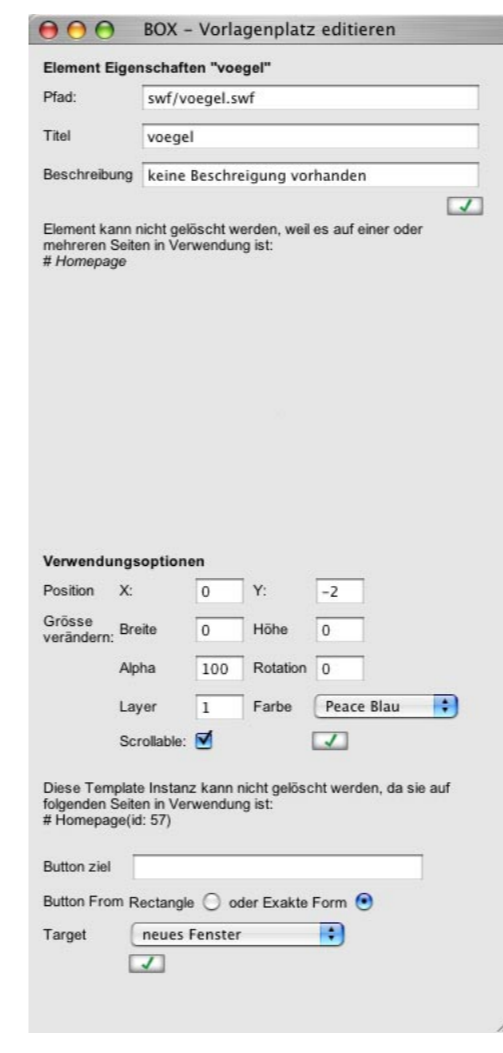 BOX – Vorlagenplatz editieren
Element Eigenschaften "voegel"
Pfad: swf/voegel.swf
Titel voegel
Beschreibung keine Beschreigung vorhanden
Element kann nicht gelöscht werden, weil es auf einer oder
mehreren Seiten in Verwendung ist:
# Homepage
Verwendungsoptionen
Position X: 0 Y: -2
Grösse
verändern: Breite 0 Höhe 0
Alpha 100 Rotation 0
Layer 1 Farbe Peace Blau
Scrollable:
Diese Template Instanz kann nicht gelöscht werden, da sie auf
folgenden Seiten in Verwendung ist:
# Homepage(id: 57)
Button ziel
Button From Rectangle oder Exakte Form
Target neues Fenster